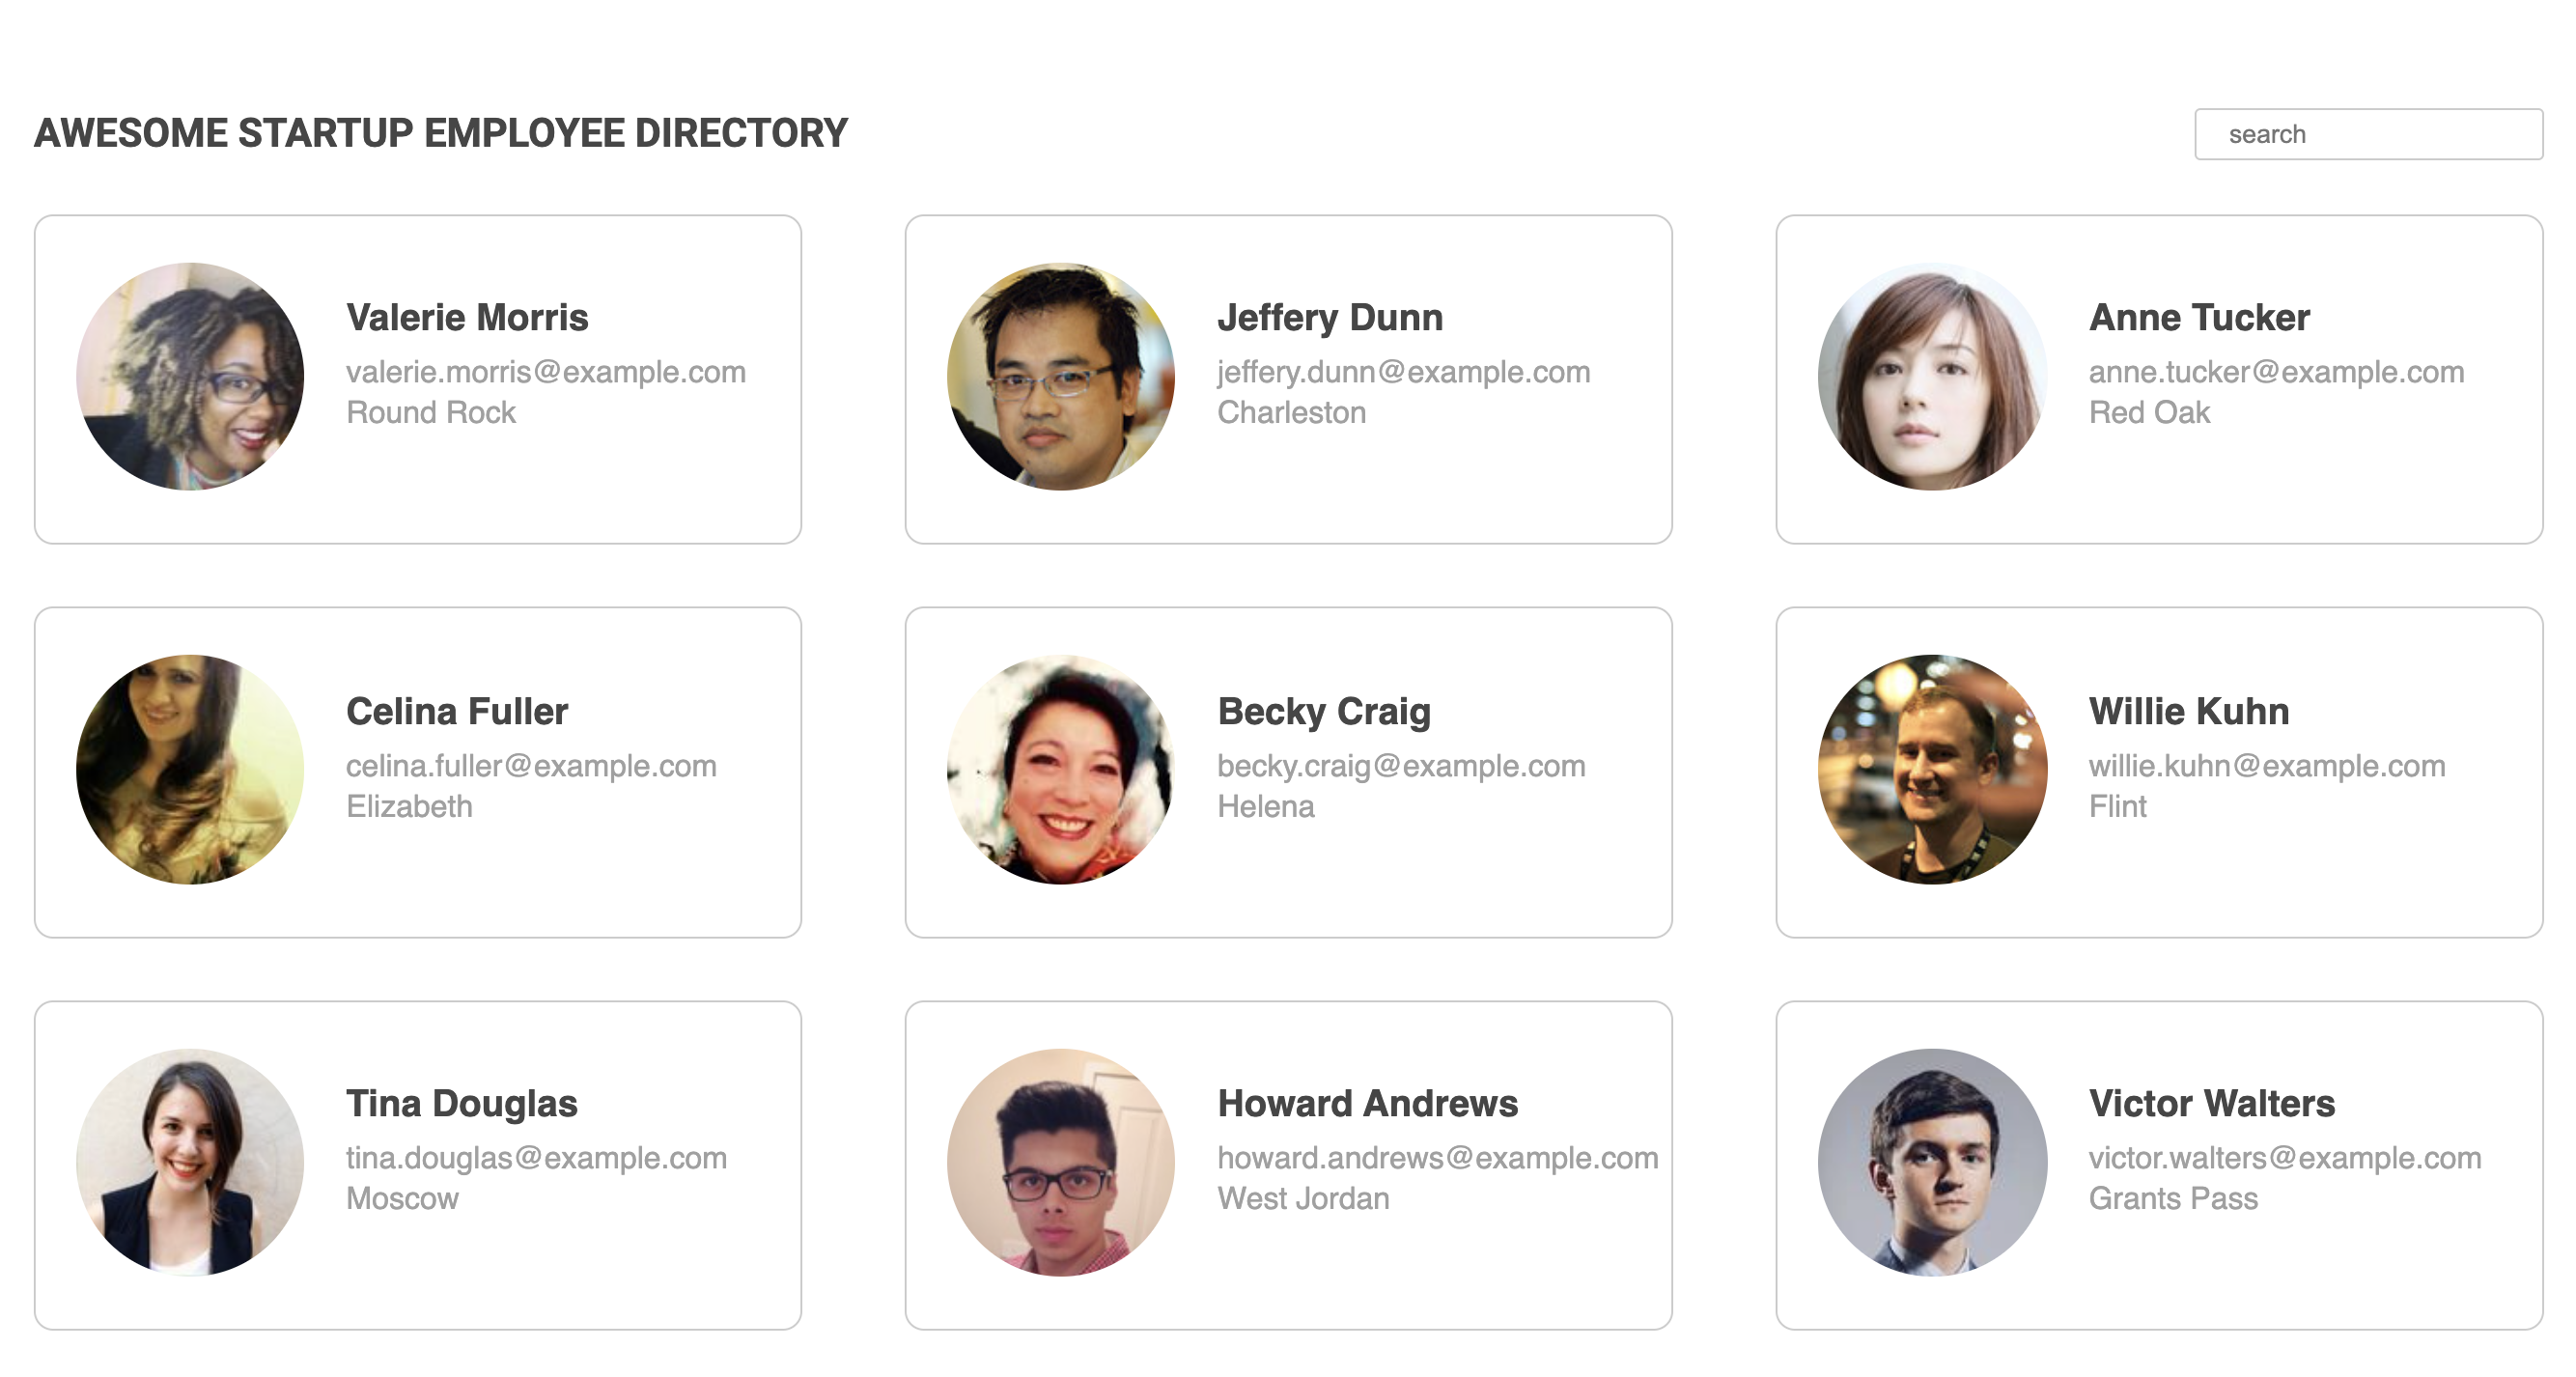 AWESOME STARTUP EMPLOYEE DIRECTORY
search
Valerie Morris
valerie.morris@example.com
Round Rock
Jeffery Dunn
jeffery.dunn@example.com
Charleston
Anne Tucker
anne.tucker@example.com
Red Oak
Celina Fuller
celina.fuller@example.com
Elizabeth
Becky Craig
becky.craig@example.com
Helena
Willie Kuhn
willie.kuhn@example.com
Flint
Tina Douglas
tina.douglas@example.com
Moscow
Howard Andrews
howard.andrews@example.com
West Jordan
Victor Walters
victor.walters@example.com
Grants Pass